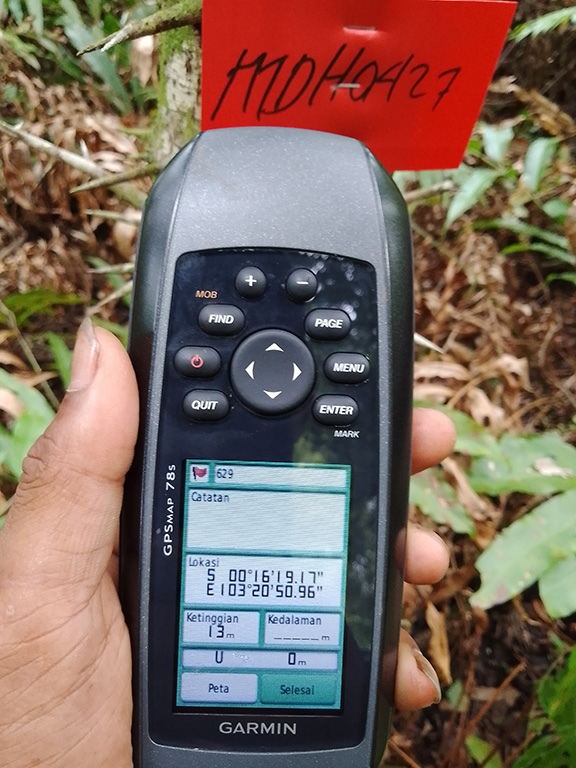 MDH0427
+ −
MOB
FIND PAGE
MENU
QUIT ENTER
MARK
GPSMAP 78s
629
Catatan
Lokasi
S 00°16'19.17"
E 103°20'50.96"
Ketinggian Kedalaman
13m _____m
U 0m
Peta Selesai
GARMIN